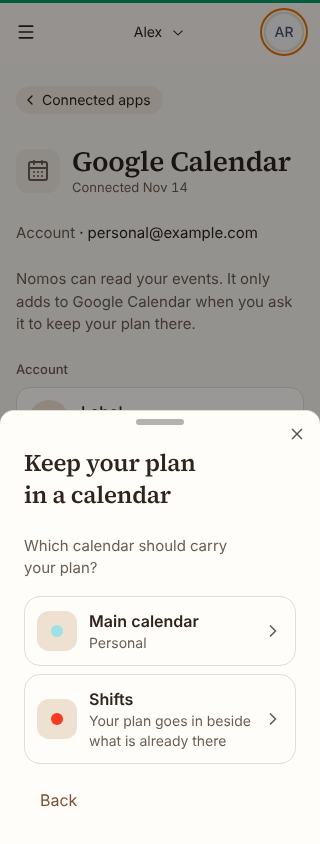 Alex
AR
Connected apps
Google Calendar
Connected Nov 14
Account · personal@example.com
Nomos can read your events. It only
adds to Google Calendar when you ask
it to keep your plan there.
Account
Keep your plan
in a calendar
Which calendar should carry
your plan?
Main calendar
Personal
Shifts
Your plan goes in beside
what is already there
Back